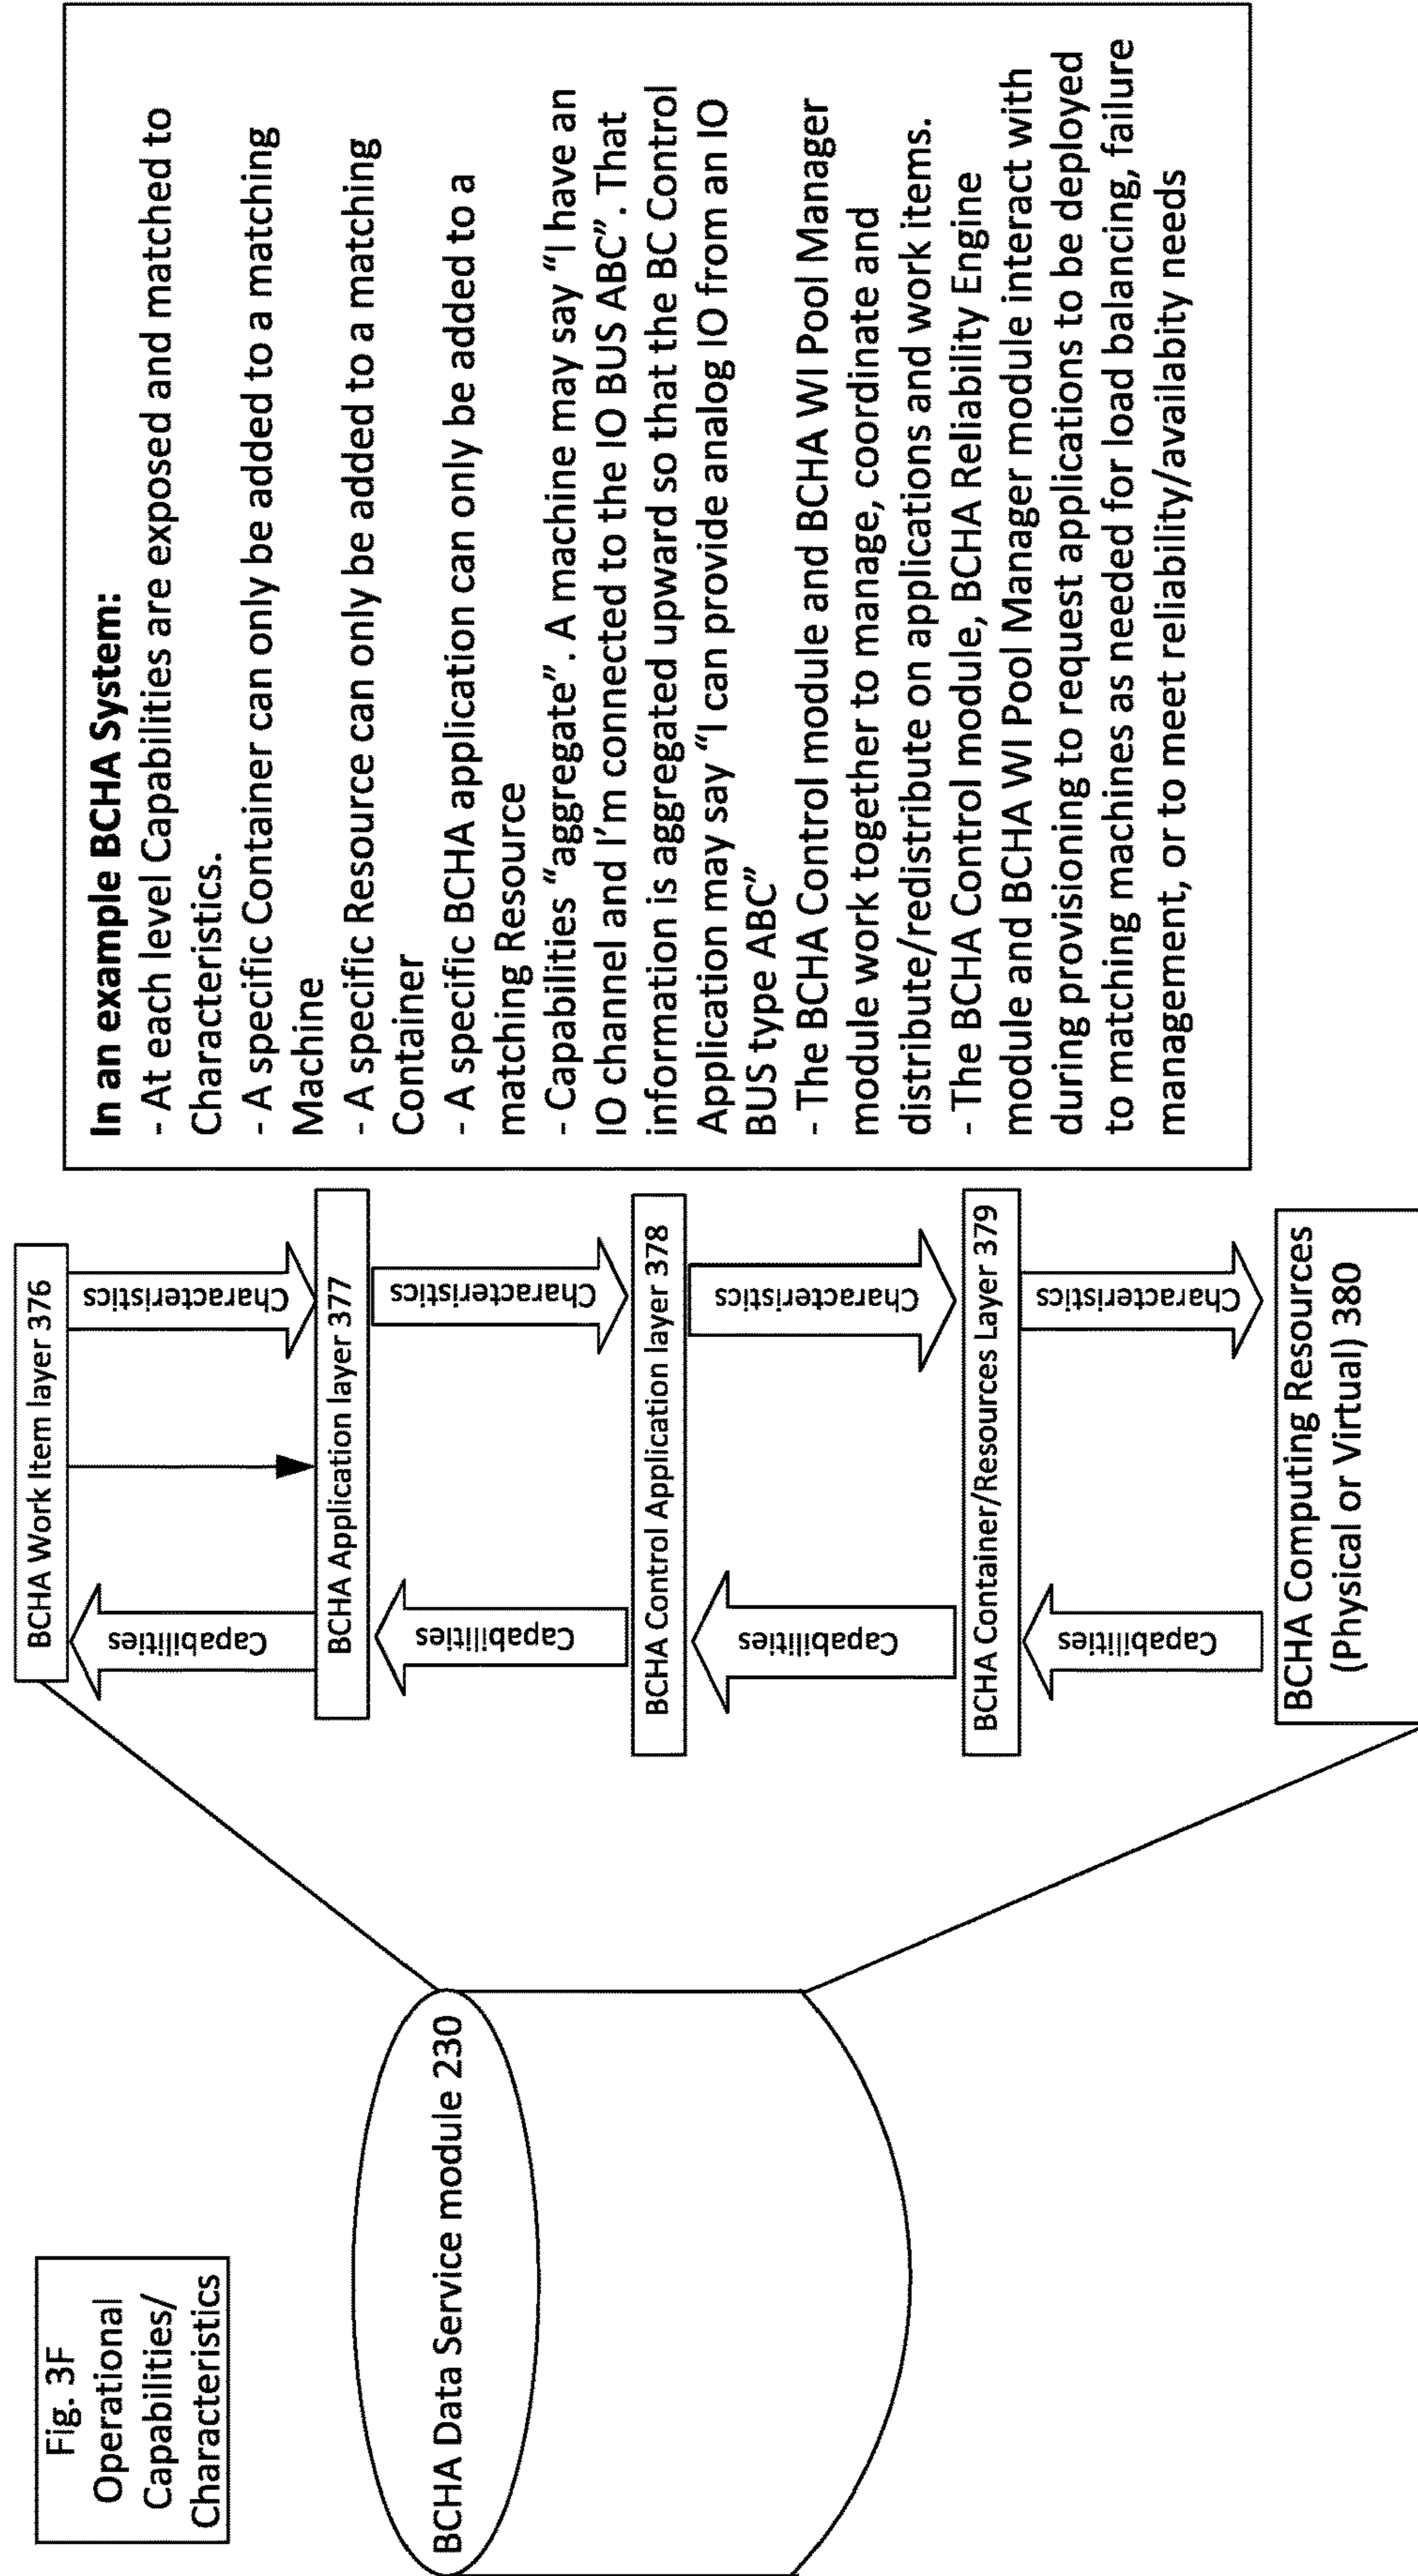 Fig. 3F
Operational
Capabilities/
Characteristics
BCHA Data Service module 230
BCHA Work Item layer 376
Capabilities
Characteristics
BCHA Application layer 377
Capabilities
Characteristics
BCHA Control Application layer 378
Capabilities
Characteristics
BCHA Container/Resources Layer 379
Capabilities
Characteristics
BCHA Computing Resources
(Physical or Virtual) 380
In an example BCHA System:
- At each level Capabilities are exposed and matched to
Characteristics.
- A specific Container can only be added to a matching
Machine
- A specific Resource can only be added to a matching
Container
- A specific BCHA application can only be added to a
matching Resource
- Capabilities “aggregate”. A machine may say “I have an
IO channel and I’m connected to the IO BUS ABC”. That
information is aggregated upward so that the BC Control
Application may say “I can provide analog IO from an IO
BUS type ABC”
- The BCHA Control module and BCHA WI Pool Manager
module work together to manage, coordinate and
distribute/redistribute on applications and work items.
- The BCHA Control module, BCHA Reliability Engine
module and BCHA WI Pool Manager module interact with
during provisioning to request applications to be deployed
to matching machines as needed for load balancing, failure
management, or to meet reliability/availabity needs